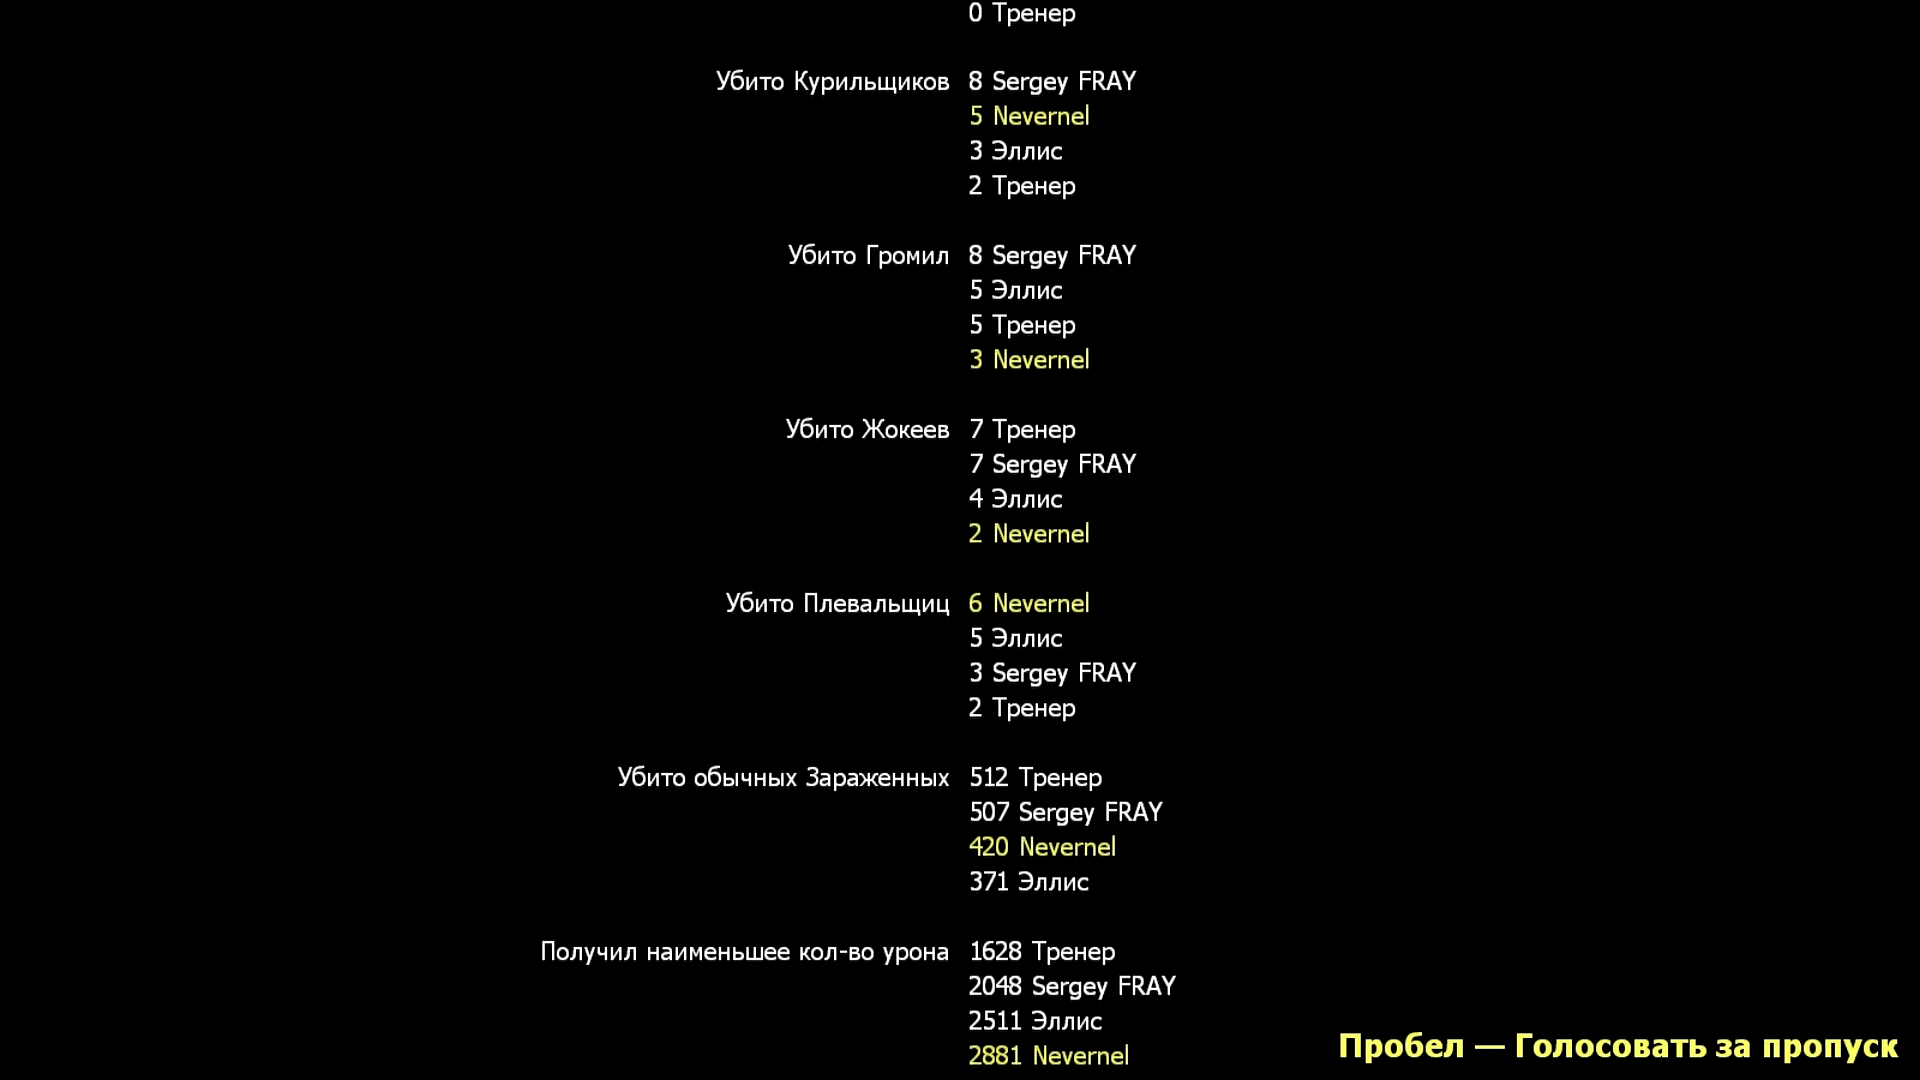 0 Тренер
Убито Курильщиков 8 Sergey FRAY
5 Nevernel
3 Эллис
2 Тренер
Убито Громил 8 Sergey FRAY
5 Эллис
5 Тренер
3 Nevernel
Убито Жокеев 7 Тренер
7 Sergey FRAY
4 Эллис
2 Nevernel
Убито Плевальщиц 6 Nevernel
5 Эллис
3 Sergey FRAY
2 Тренер
Убито обычных Зараженных 512 Тренер
507 Sergey FRAY
420 Nevernel
371 Эллис
Получил наименьшее кол-во урона 1628 Тренер
2048 Sergey FRAY
2511 Эллис
2881 Nevernel
Пробел — Голосовать за пропуск